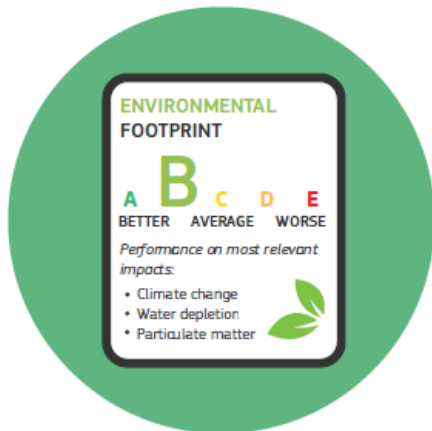 ENVIRONMENTAL
FOOTPRINT
A B C D E
BETTER AVERAGE WORSE
Performance on most relevant
impacts:
• Climate change
• Water depletion
• Particulate matter